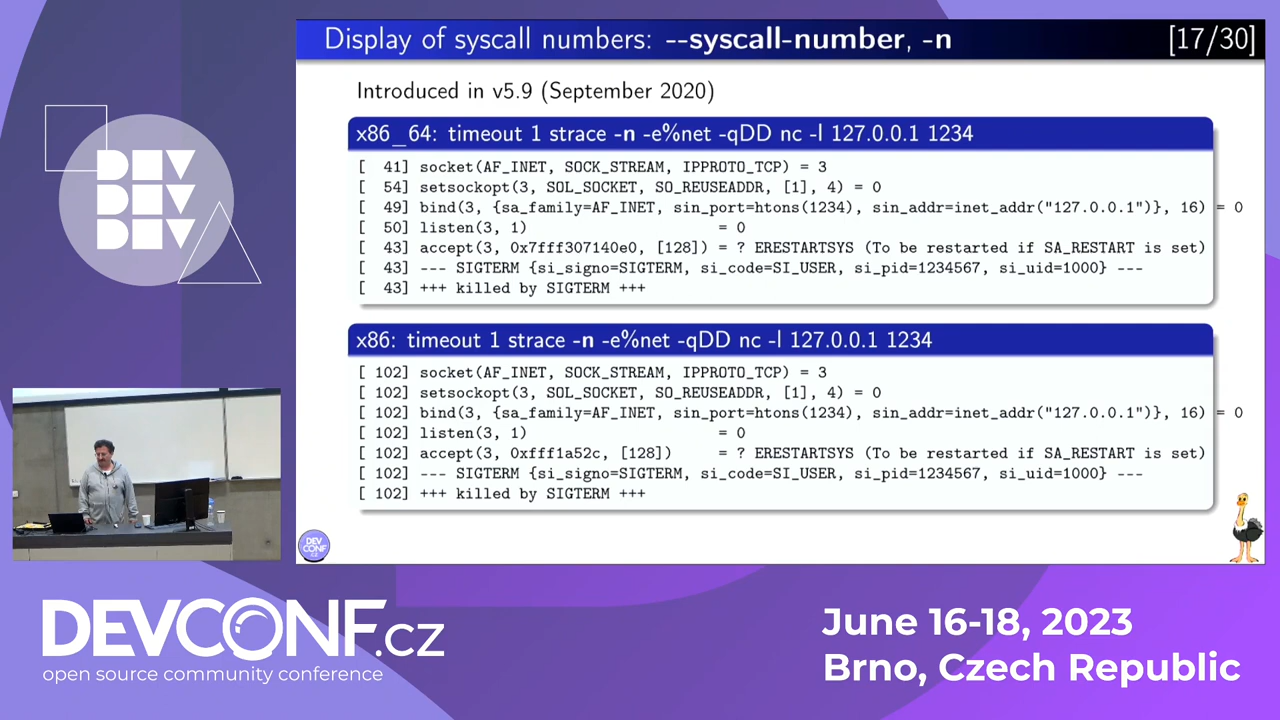 Display of syscall numbers: --syscall-number, -n [17/30]
Introduced in v5.9 (September 2020)
x86_64: timeout 1 strace -n -e%net -qDD nc -l 127.0.0.1 1234
[  41] socket(AF_INET, SOCK_STREAM, IPPROTO_TCP) = 3
[  54] setsockopt(3, SOL_SOCKET, SO_REUSEADDR, [1], 4) = 0
[  49] bind(3, {sa_family=AF_INET, sin_port=htons(1234), sin_addr=inet_addr("127.0.0.1")}, 16) = 0
[  50] listen(3, 1) = 0
[  43] accept(3, 0x7fff307140e0, [128]) = ? ERESTARTSYS (To be restarted if SA_RESTART is set)
[  43] --- SIGTERM {si_signo=SIGTERM, si_code=SI_USER, si_pid=1234567, si_uid=1000} ---
[  43] +++ killed by SIGTERM +++
x86: timeout 1 strace -n -e%net -qDD nc -l 127.0.0.1 1234
[ 102] socket(AF_INET, SOCK_STREAM, IPPROTO_TCP) = 3
[ 102] setsockopt(3, SOL_SOCKET, SO_REUSEADDR, [1], 4) = 0
[ 102] bind(3, {sa_family=AF_INET, sin_port=htons(1234), sin_addr=inet_addr("127.0.0.1")}, 16) = 0
[ 102] listen(3, 1) = 0
[ 102] accept(3, 0xfff1a52c, [128]) = ? ERESTARTSYS (To be restarted if SA_RESTART is set)
[ 102] --- SIGTERM {si_signo=SIGTERM, si_code=SI_USER, si_pid=1234567, si_uid=1000} ---
[ 102] +++ killed by SIGTERM +++
DEV
DEV
DEV
DEV
CONF
CZ
DEVCONF.cz
open source community conference
June 16-18, 2023
Brno, Czech Republic